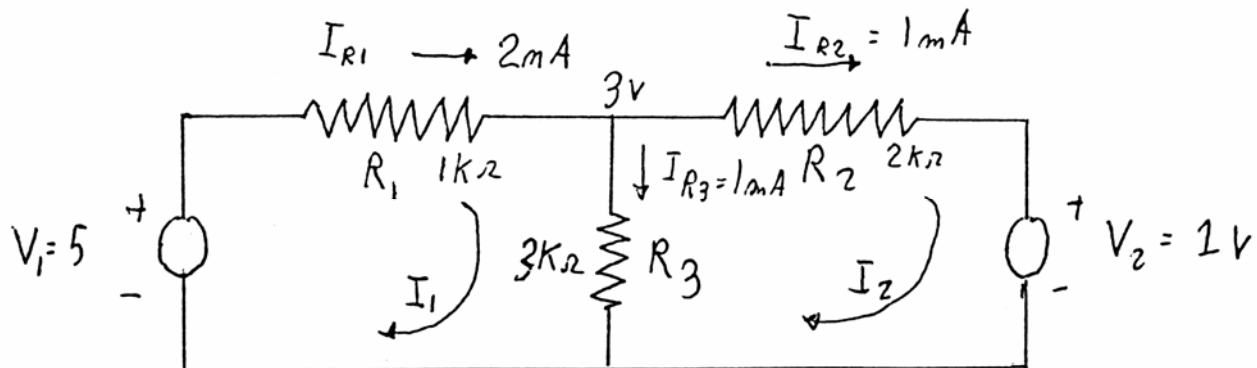 I_R1 → 2mA
I_R2 = 1mA
3V
R1 1KΩ
I_R3 = 1mA
R2 2KΩ
+
+
V1 = 5
3KΩ R3
V2 = 1V
-
I1
I2
-